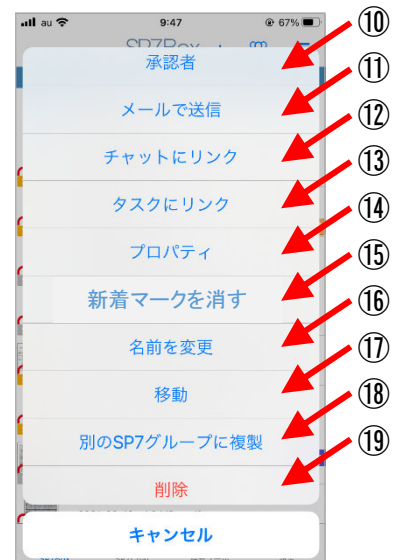 au 9:47 67%
⑩
承認者
⑪
メールで送信
⑫
チャットにリンク
⑬
タスクにリンク
⑭
プロパティ
⑮
新着マークを消す
⑯
名前を変更
⑰
移動
⑱
別のSP7グループに複製
⑲
削除
キャンセル